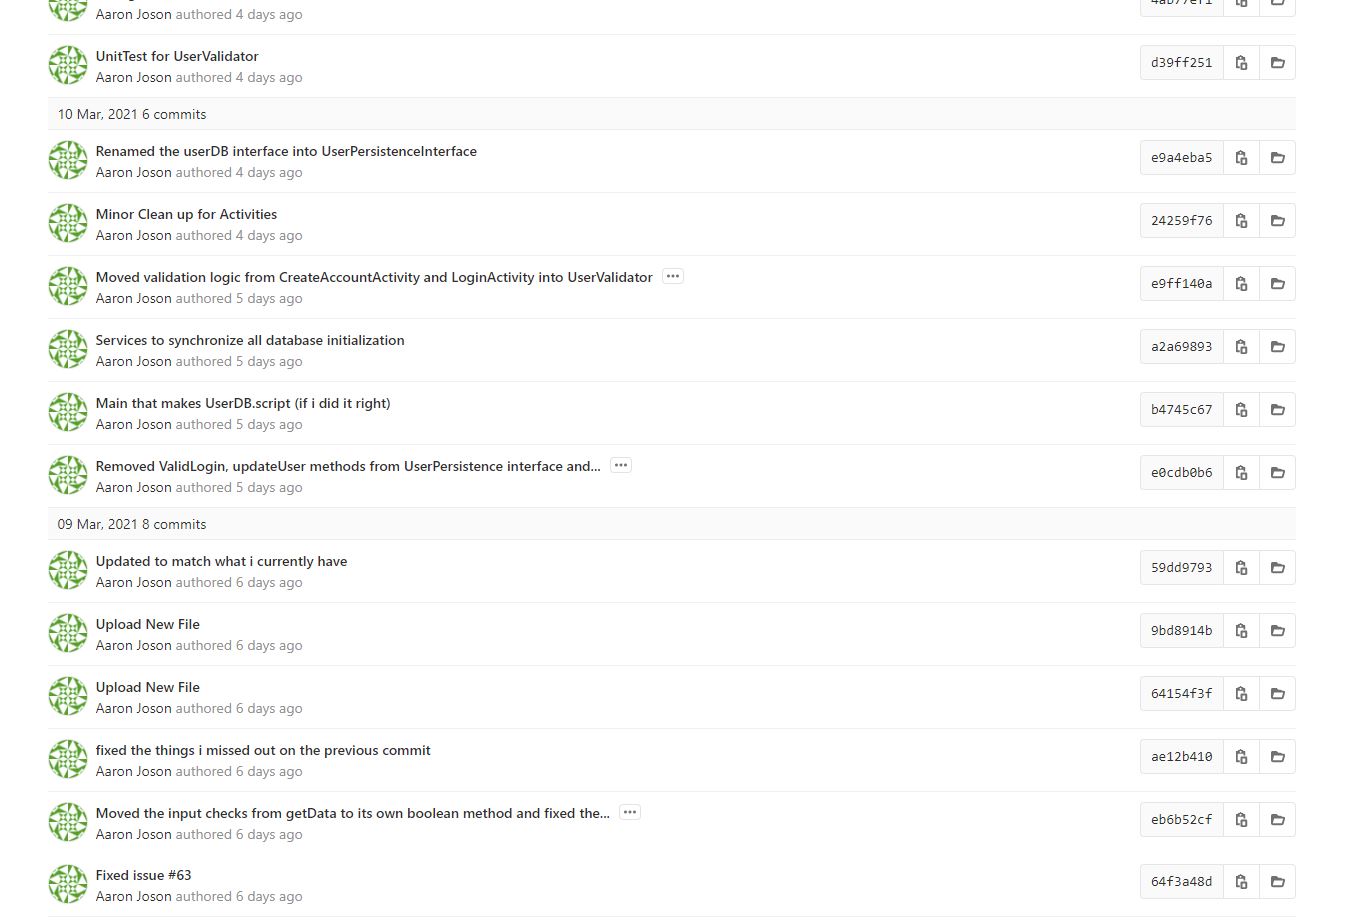 Aaron Joson authored 4 days ago
4ab77ef1
UnitTest for UserValidator
Aaron Joson authored 4 days ago
d39ff251
10 Mar, 2021 6 commits
Renamed the userDB interface into UserPersistenceInterface
Aaron Joson authored 4 days ago
e9a4eba5
Minor Clean up for Activities
Aaron Joson authored 4 days ago
24259f76
Moved validation logic from CreateAccountActivity and LoginActivity into UserValidator
Aaron Joson authored 5 days ago
e9ff140a
Services to synchronize all database initialization
Aaron Joson authored 5 days ago
a2a69893
Main that makes UserDB.script (if i did it right)
Aaron Joson authored 5 days ago
b4745c67
Removed ValidLogin, updateUser methods from UserPersistence interface and...
Aaron Joson authored 5 days ago
e0cdb0b6
09 Mar, 2021 8 commits
Updated to match what i currently have
Aaron Joson authored 6 days ago
59dd9793
Upload New File
Aaron Joson authored 6 days ago
9bd8914b
Upload New File
Aaron Joson authored 6 days ago
64154f3f
fixed the things i missed out on the previous commit
Aaron Joson authored 6 days ago
ae12b410
Moved the input checks from getData to its own boolean method and fixed the...
Aaron Joson authored 6 days ago
eb6b52cf
Fixed issue #63
Aaron Joson authored 6 days ago
64f3a48d